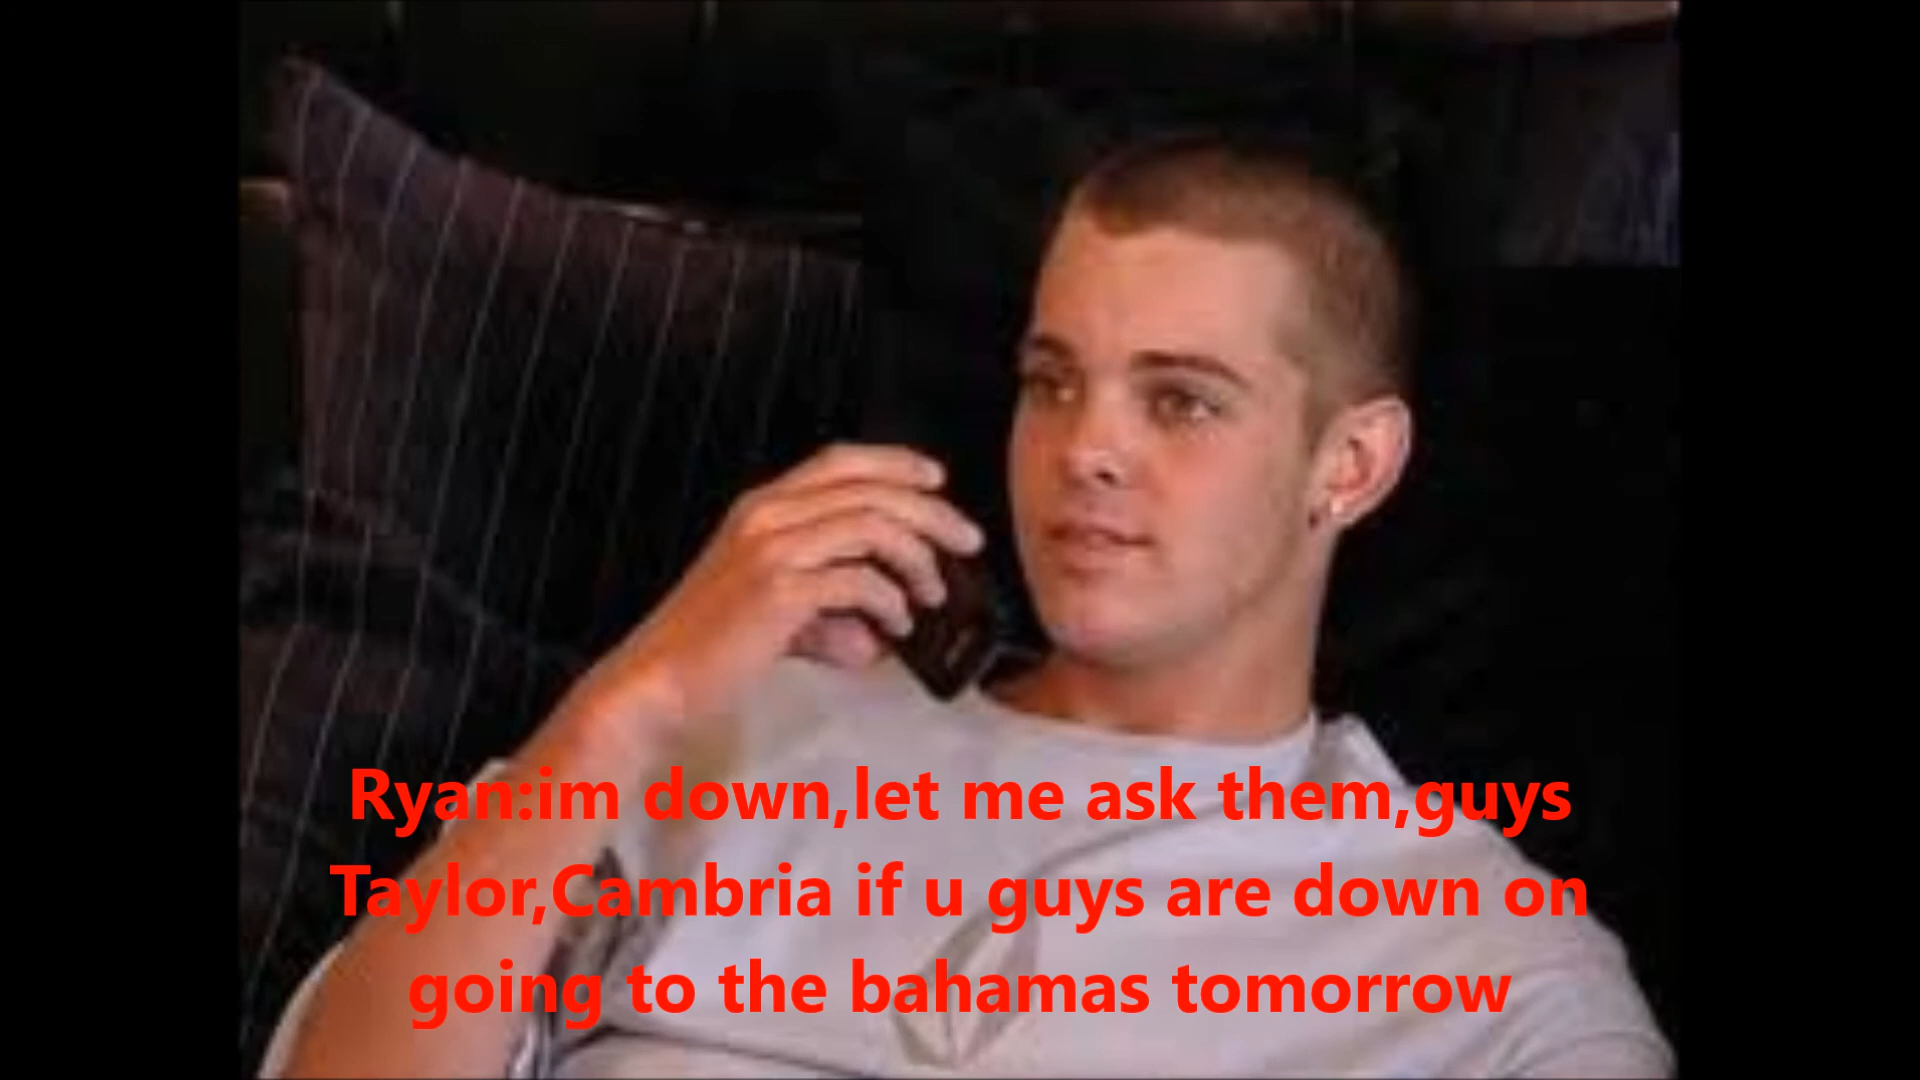 Ryan:im down,let me ask them,guys
Taylor,Cambria if u guys are down on
going to the bahamas tomorrow